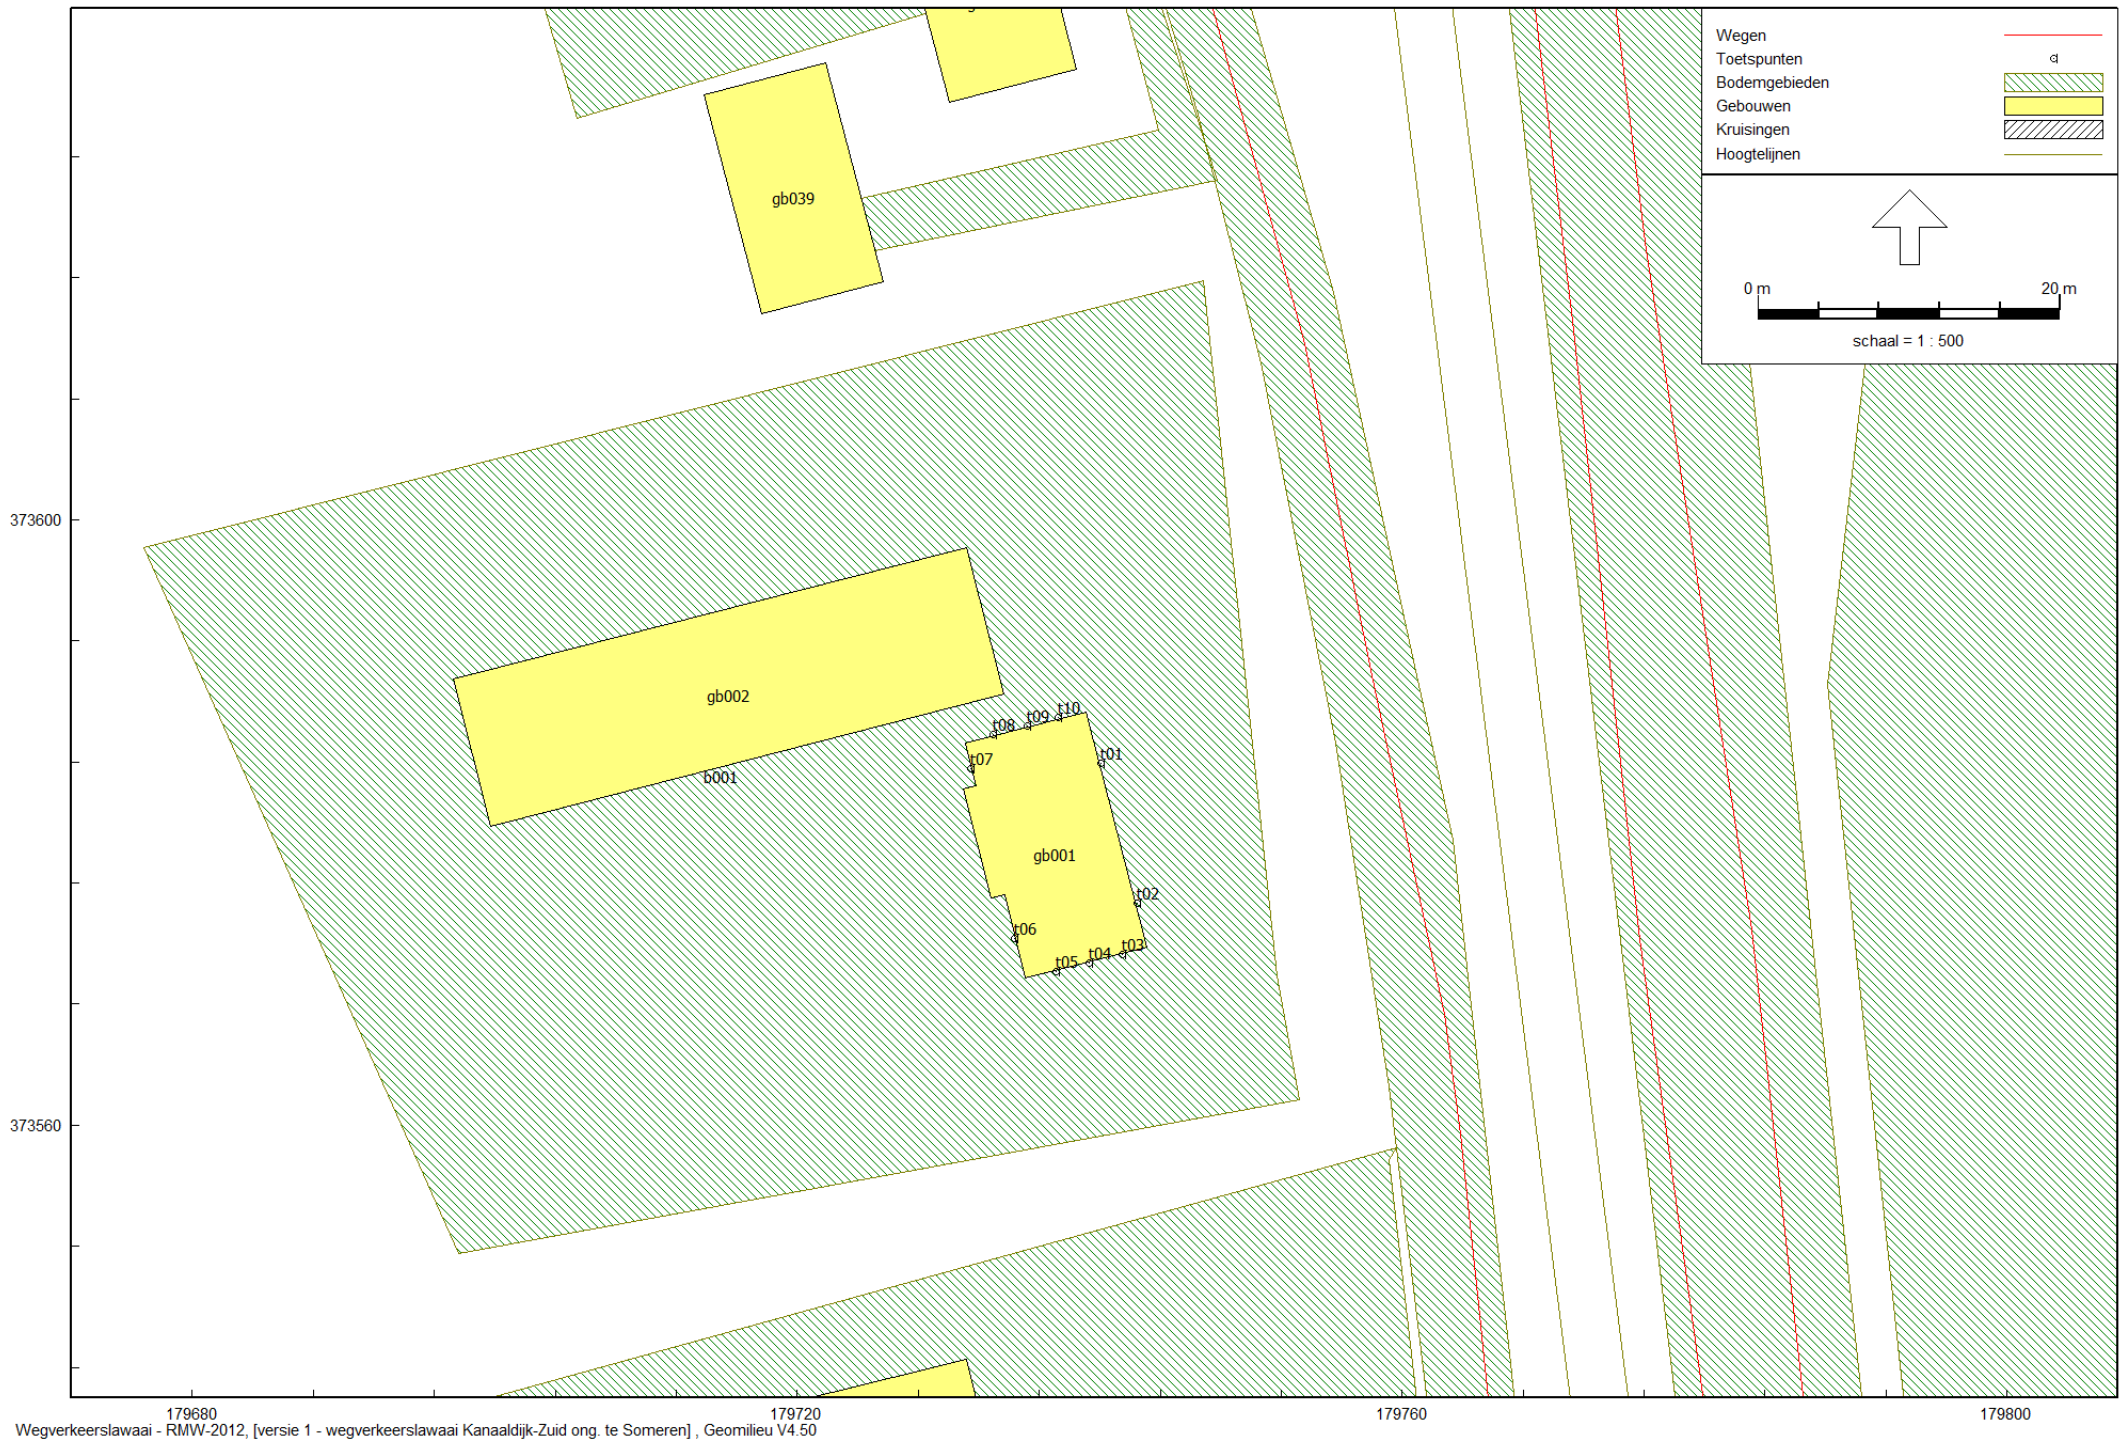 Wegen
Toetspunten
Bodemgebieden
Gebouwen
Kruisingen
Hoogtelijnen
0 m 20 m
schaal = 1 : 500
gb039
373600
gb002
t08 t09 t10
t07
t01
b001
gb001
t02
t06
t05 t04 t03
373560
179680 179720 179760 179800
Wegverkeerslawaai - RMW-2012, [versie 1 - wegverkeerslawaai Kanaaldijk-Zuid ong. te Someren] , Geomilieu V4.50